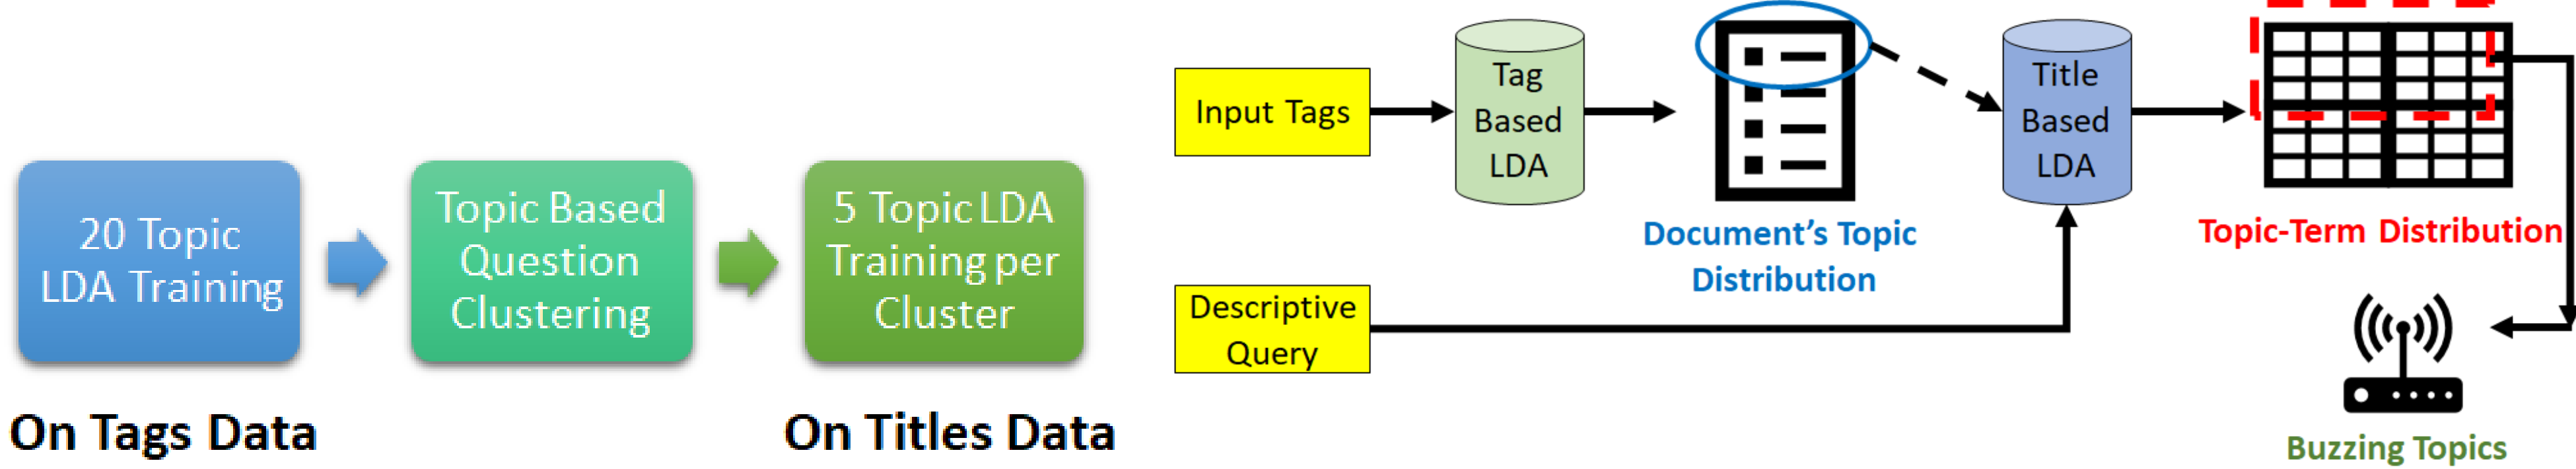 20 Topic
LDA Training
Topic Based
Question
Clustering
5 Topic LDA
Training per
Cluster
On Tags Data
On Titles Data
Input Tags
Tag
Based
LDA
Document's Topic
Distribution
Title
Based
LDA
Topic-Term Distribution
Descriptive
Query
Buzzing Topics